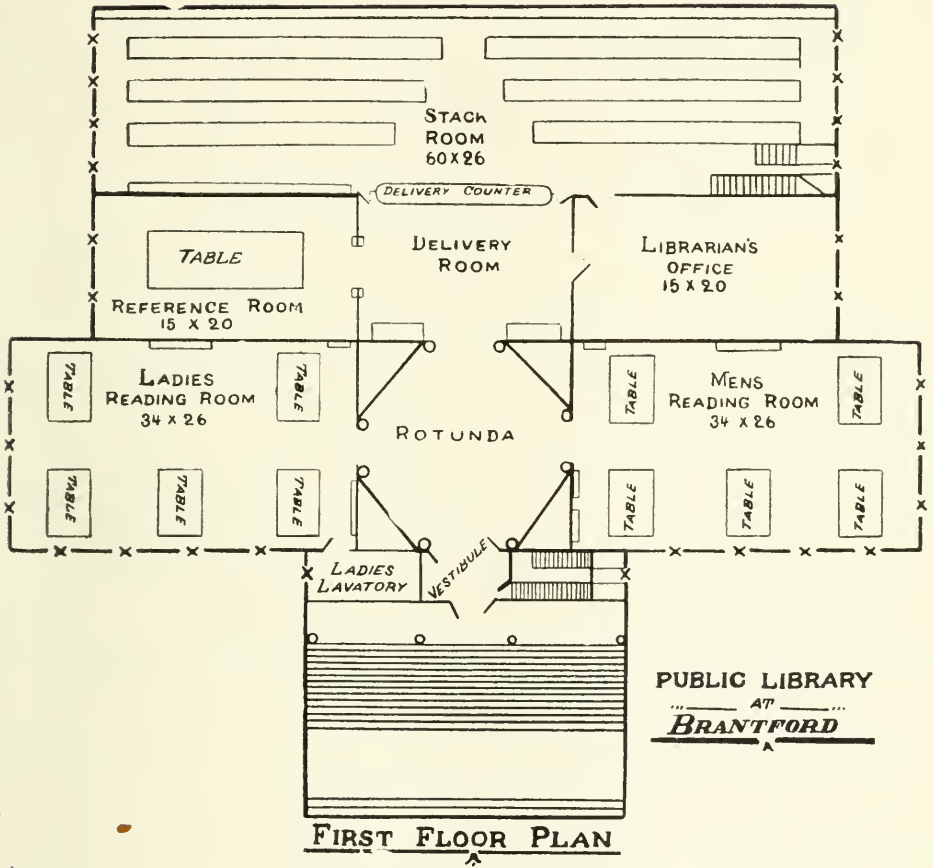 STACK
ROOM
60 X 26
DELIVERY COUNTER
TABLE
REFERENCE ROOM
15 X 20
DELIVERY
ROOM
LIBRARIAN'S
OFFICE
15 X 20
TABLE
LADIES
READING ROOM
34 X 26
TABLE
TABLE
MENS
READING ROOM
34 X 26
TABLE
ROTUNDA
TABLE
TABLE
TABLE
TABLE
TABLE
TABLE
LADIES
LAVATORY
VESTIBULE
PUBLIC LIBRARY
AT
BRANTFORD
FIRST FLOOR PLAN